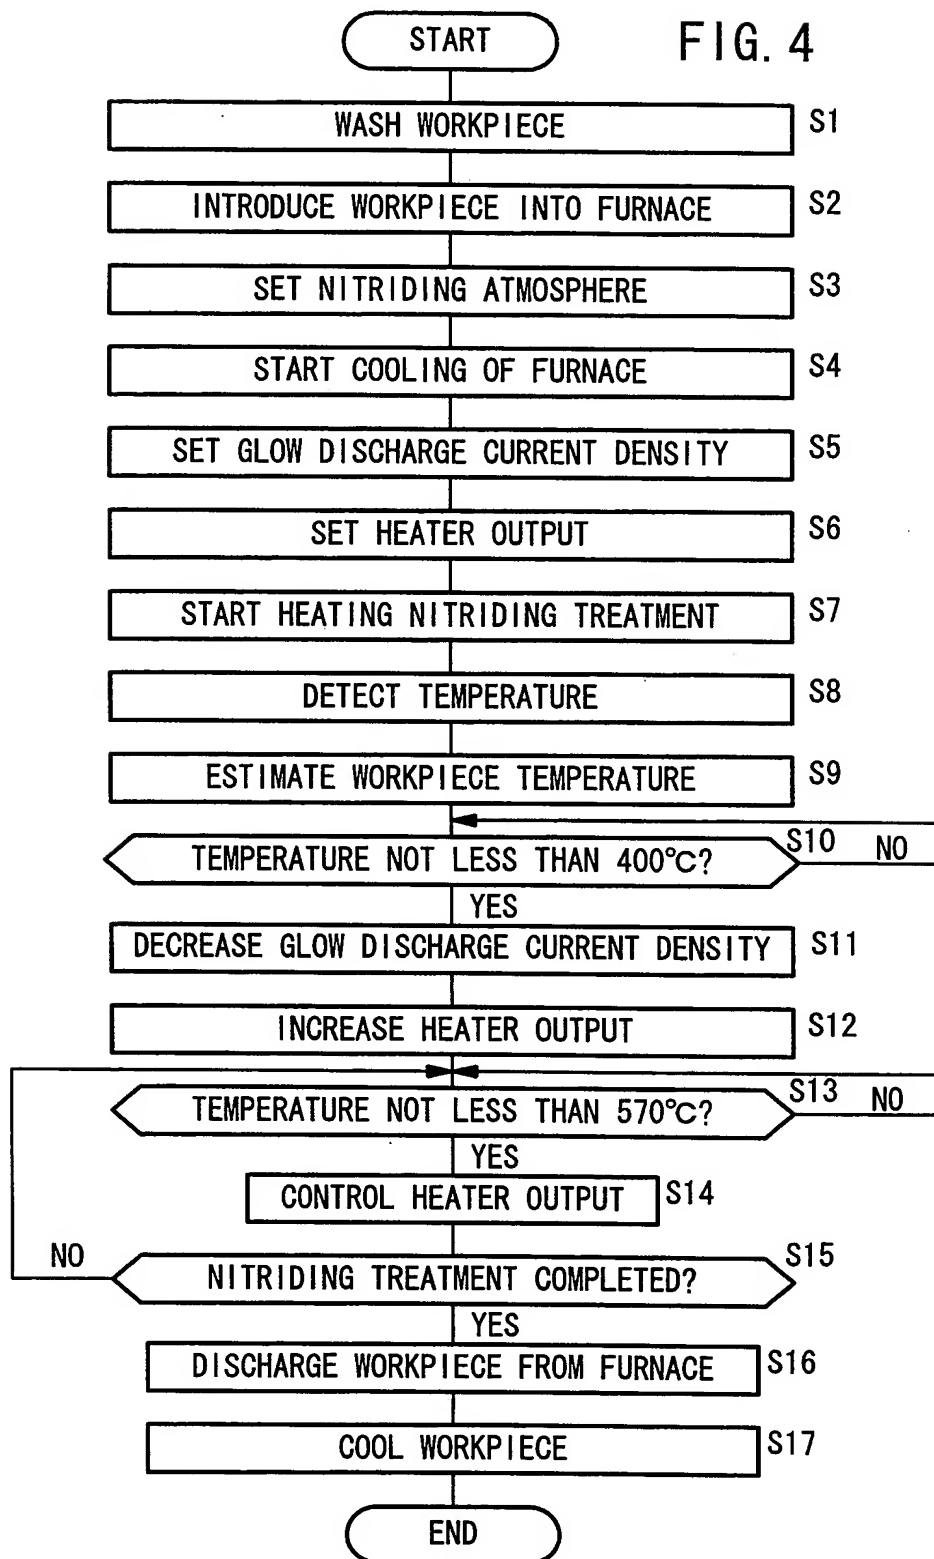 FIG. 4
START
WASH WORKPIECE S1
INTRODUCE WORKPIECE INTO FURNACE S2
SET NITRIDING ATMOSPHERE S3
START COOLING OF FURNACE S4
SET GLOW DISCHARGE CURRENT DENSITY S5
SET HEATER OUTPUT S6
START HEATING NITRIDING TREATMENT S7
DETECT TEMPERATURE S8
ESTIMATE WORKPIECE TEMPERATURE S9
TEMPERATURE NOT LESS THAN 400°C? S10 NO
YES
DECREASE GLOW DISCHARGE CURRENT DENSITY S11
INCREASE HEATER OUTPUT S12
TEMPERATURE NOT LESS THAN 570°C? S13 NO
YES
CONTROL HEATER OUTPUT S14
NO NITRIDING TREATMENT COMPLETED? S15
YES
DISCHARGE WORKPIECE FROM FURNACE S16
COOL WORKPIECE S17
END